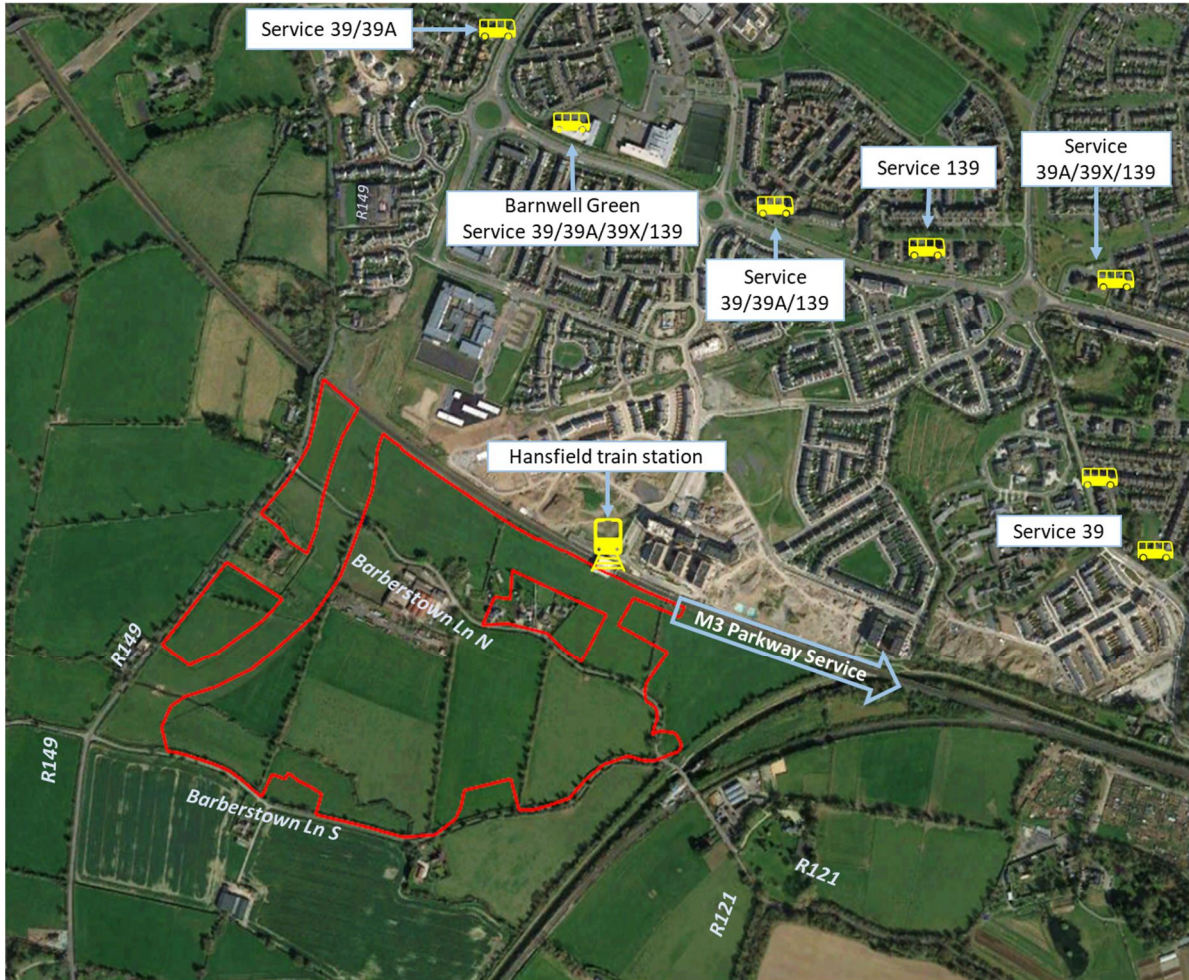 Service 39/39A
Service
39A/39X/139
Service 139
Barnwell Green
Service 39/39A/39X/139
R149
Service
39/39A/139
Hansfield train station
Service 39
Barberstown Ln N
M3 Parkway Service
R149
R149
Barberstown Ln S
R121
R121